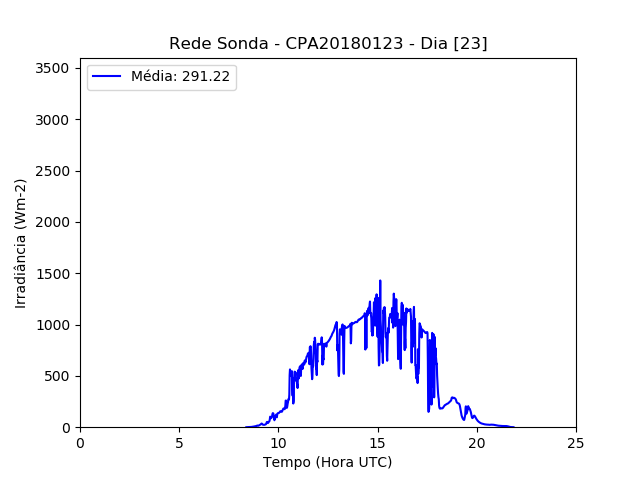 Rede Sonda - CPA20180123 - Dia [23]
Média: 291.22
3500
3000
2500
2000
1500
1000
500
0
Irradiância (Wm-2)
0 5 10 15 20 25
Tempo (Hora UTC)